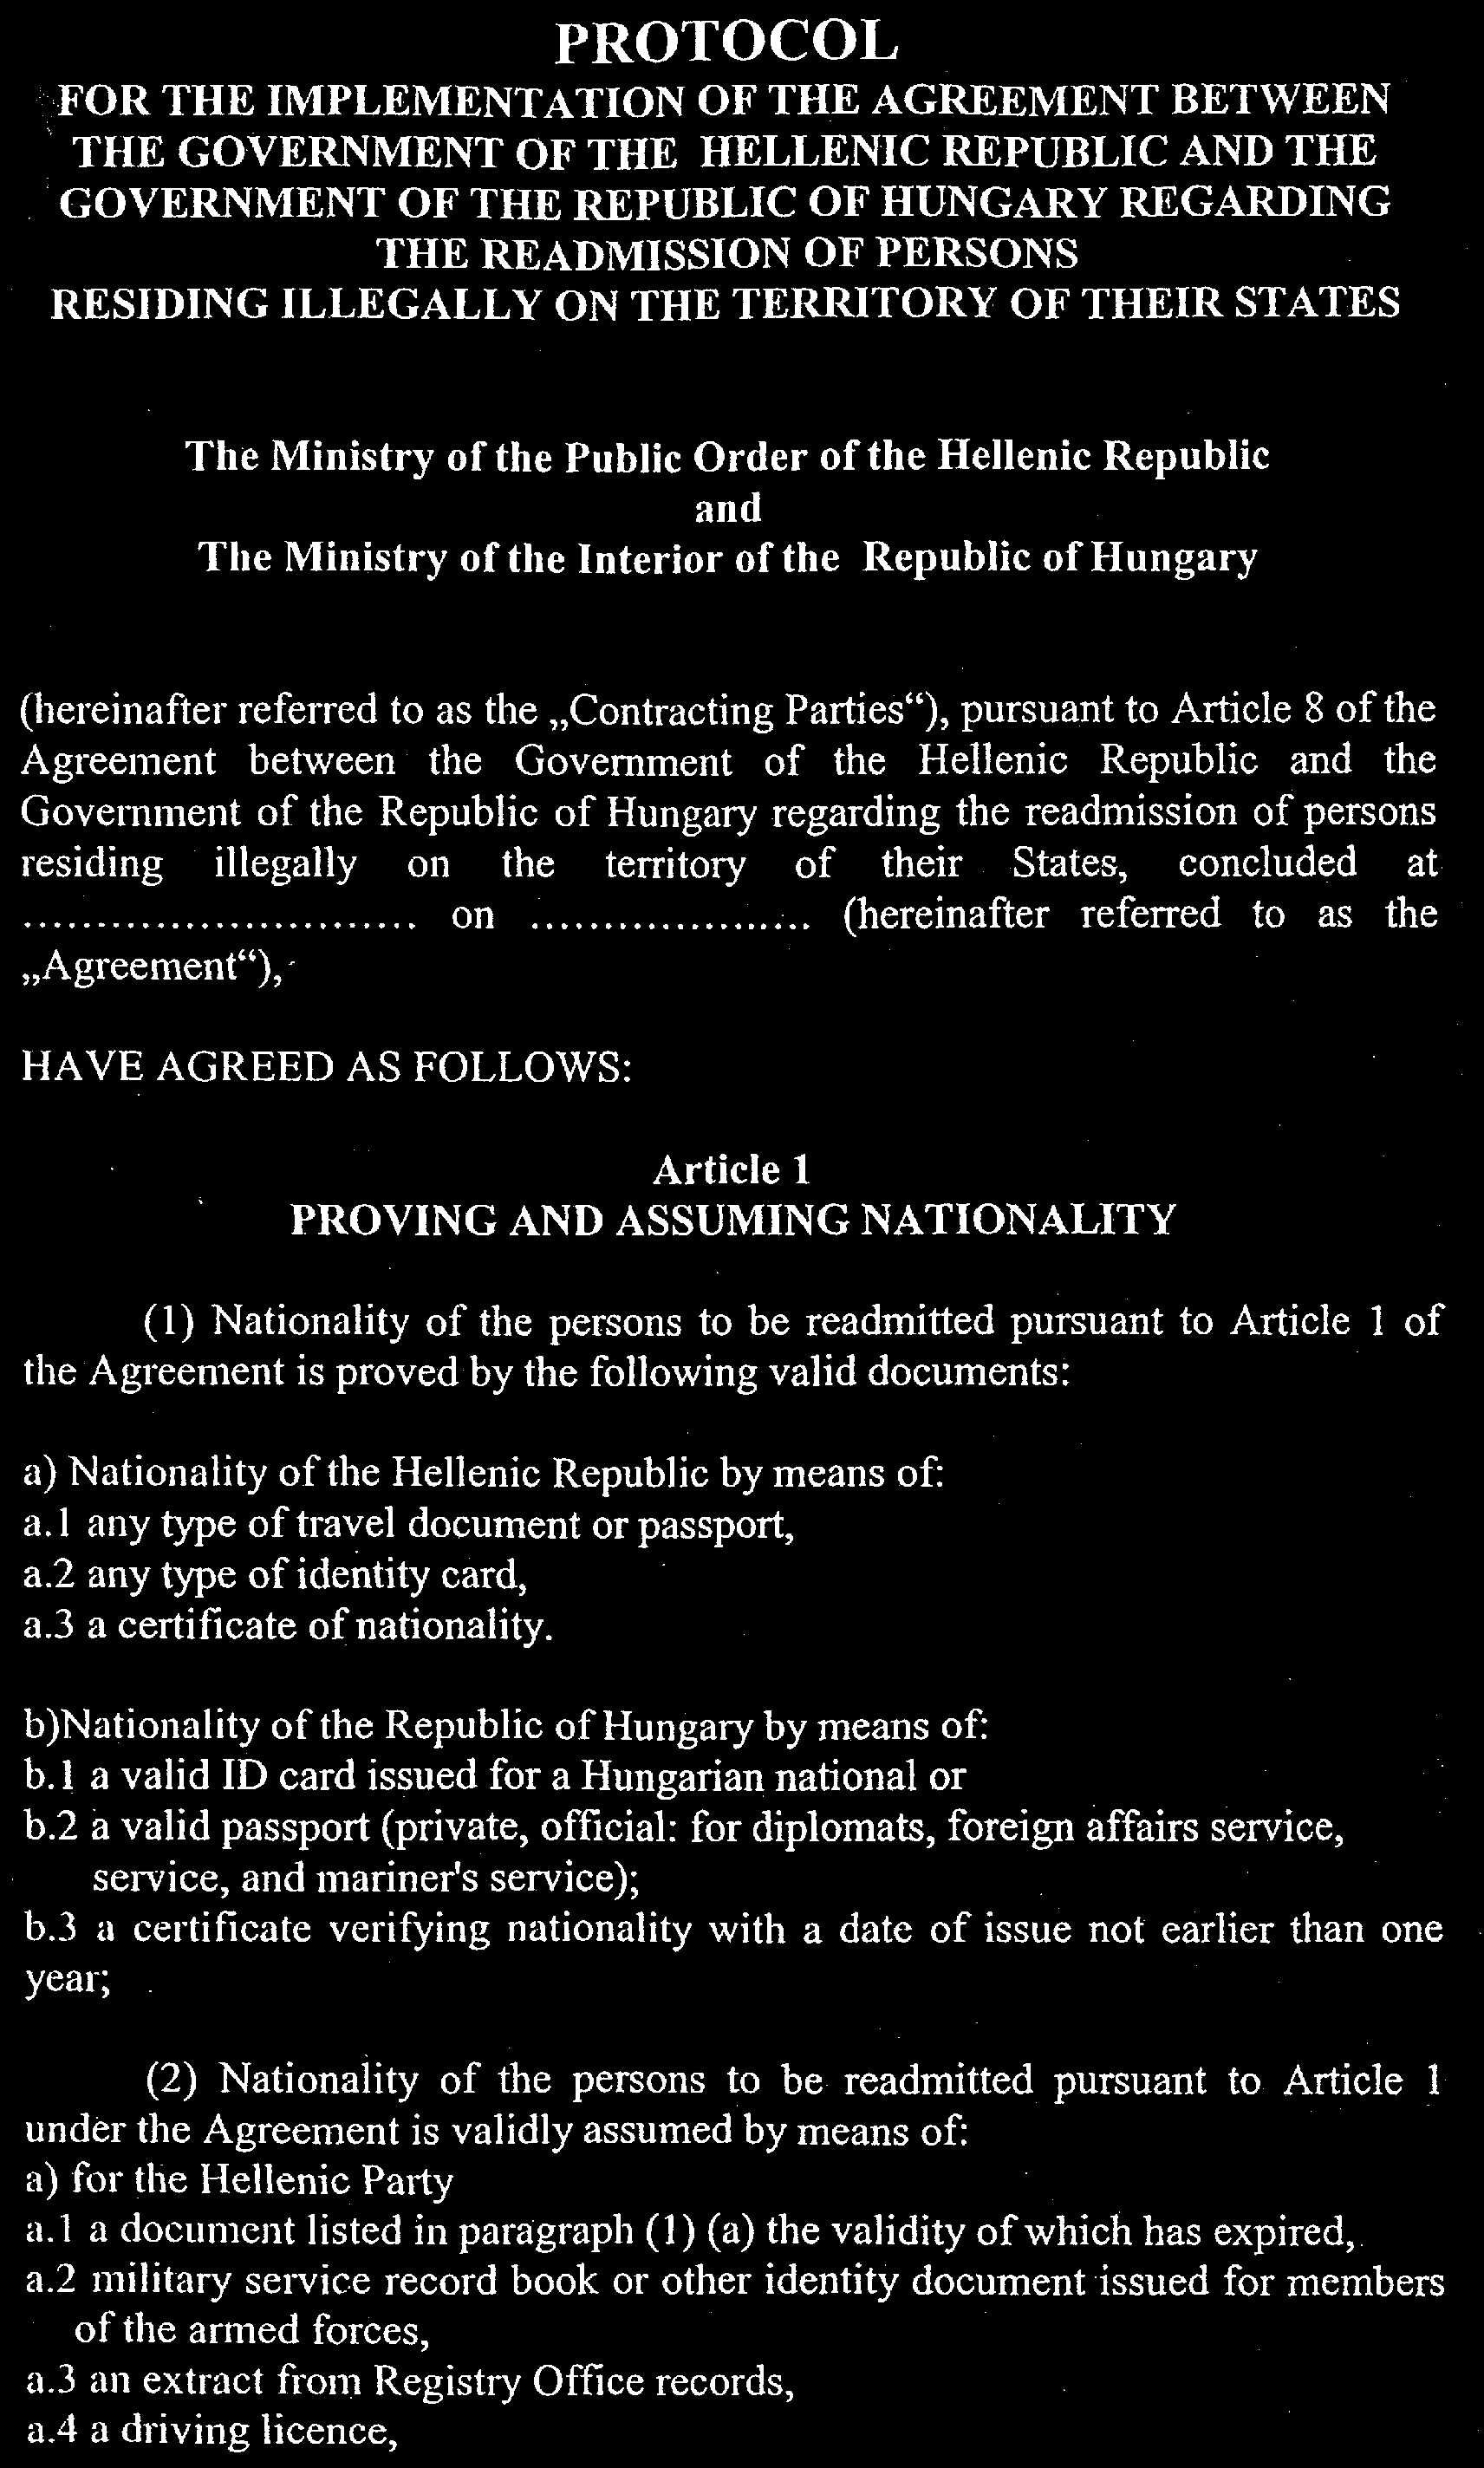 PROTOCOL
FOR THE IMPLEMENTATION OF THE AGREEMENT BETWEEN
THE GOVERNMENT OF THE HELLENIC REPUBLIC AND THE
GOVERNMENT OF THE REPUBLIC OF HUNGARY REGARDING
THE READMISSION OF PERSONS
RESIDING ILLEGALLY ON THE TERRITORY OF THEIR STATES
The Ministry of the Public Order of the Hellenic Republic
and
The Ministry of the Interior of the Republic of Hungary
(hereinafter referred to as the „Contracting Parties“), pursuant to Article 8 of the
Agreement between the Government of the Hellenic Republic and the
Government of the Republic of Hungary regarding the readmission of persons
residing illegally on the territory of their States, concluded at
........................... on ................... (hereinafter referred to as the
„Agreement“),
HAVE AGREED AS FOLLOWS:
Article 1
PROVING AND ASSUMING NATIONALITY
(1) Nationality of the persons to be readmitted pursuant to Article 1 of
the Agreement is proved by the following valid documents:
a) Nationality of the Hellenic Republic by means of:
a.1 any type of travel document or passport,
a.2 any type of identity card,
a.3 a certificate of nationality.
b)Nationality of the Republic of Hungary by means of:
b.1 a valid ID card issued for a Hungarian national or
b.2 a valid passport (private, official: for diplomats, foreign affairs service,
service, and mariner's service);
b.3 a certificate verifying nationality with a date of issue not earlier than one
year;
(2) Nationality of the persons to be readmitted pursuant to Article 1
under the Agreement is validly assumed by means of:
a) for the Hellenic Party
a.1 a document listed in paragraph (1) (a) the validity of which has expired,
a.2 military service record book or other identity document issued for members
of the armed forces,
a.3 an extract from Registry Office records,
a.4 a driving licence,